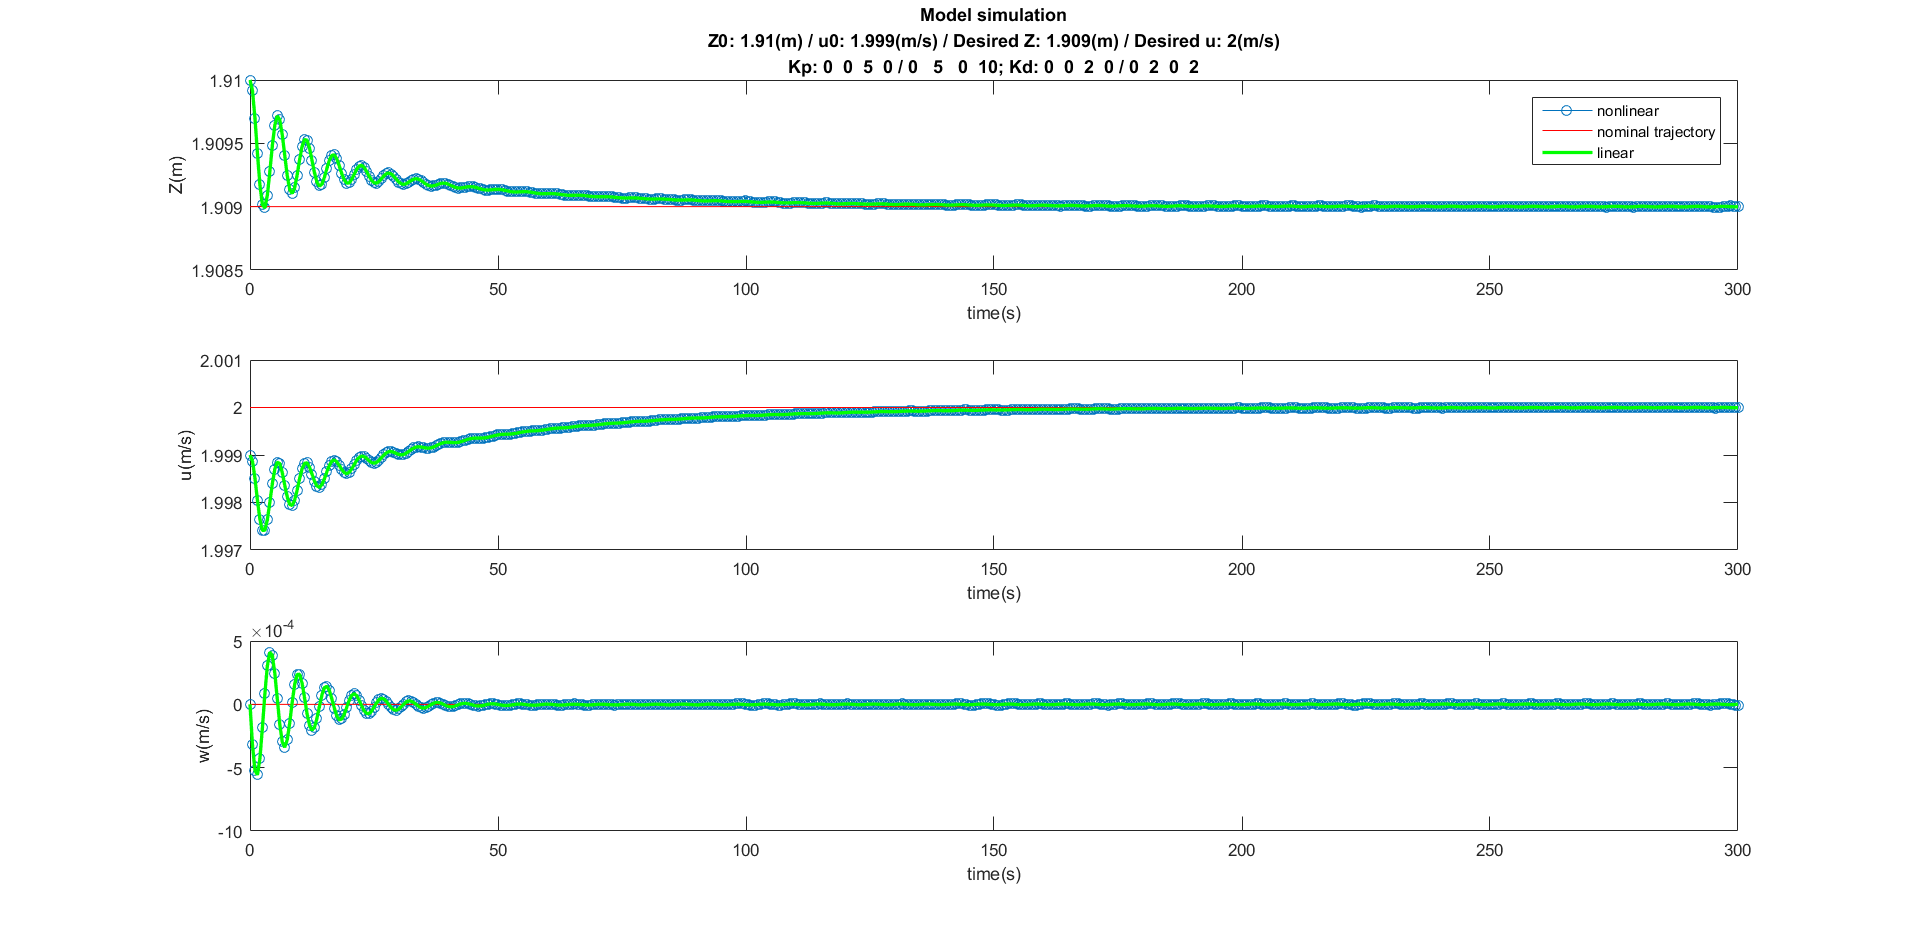 Model simulation
Z0: 1.91(m) / u0: 1.999(m/s) / Desired Z: 1.909(m) / Desired u: 2(m/s)
Kp: 0 0 5 0 / 0 5 0 10; Kd: 0 0 2 0 / 0 2 0 2
1.91
1.9095
1.909
1.9085
Z(m)
nonlinear
nominal trajectory
linear
0 50 100 150 200 250 300
time(s)
2.001
2
1.999
1.998
1.997
u(m/s)
0 50 100 150 200 250 300
time(s)
×10-4
5
0
-5
-10
w(m/s)
0 50 100 150 200 250 300
time(s)